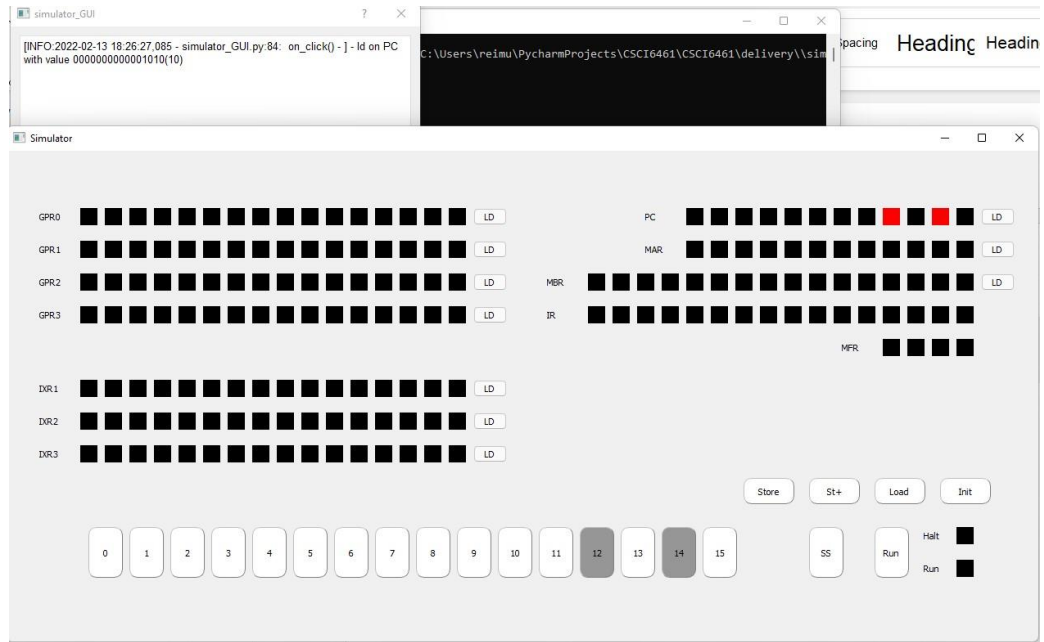 simulator_GUI
[INFO:2022-02-13 18:26:27,085 - simulator_GUI.py:84: on_click() - ] - ld on PC
with value 0000000000001010(10)
C:\Users\reimu\PycharmProjects\CSCI6461\CSCI6461\delivery\\sim
Spacing Heading Headin
Simulator
GPR0 LD PC LD
GPR1 LD MAR LD
GPR2 LD MBR LD
GPR3 LD IR
MFR
IXR1 LD
IXR2 LD
IXR3 LD
Store St+ Load Init
0 1 2 3 4 5 6 7 8 9 10 11 12 13 14 15 SS Run Halt
Run